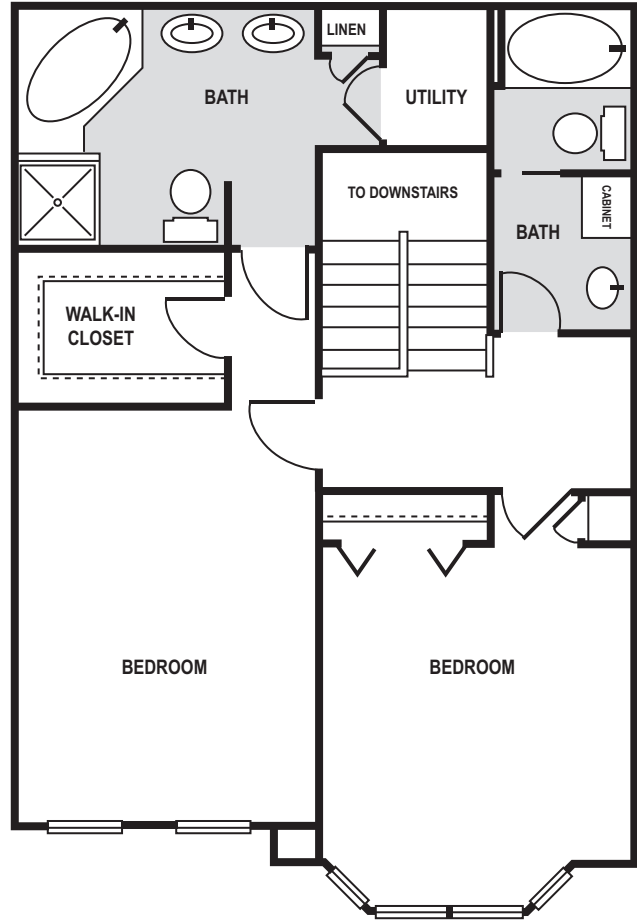 LINEN
BATH
UTILITY
TO DOWNSTAIRS
CABINET
BATH
WALK-IN
CLOSET
BEDROOM
BEDROOM